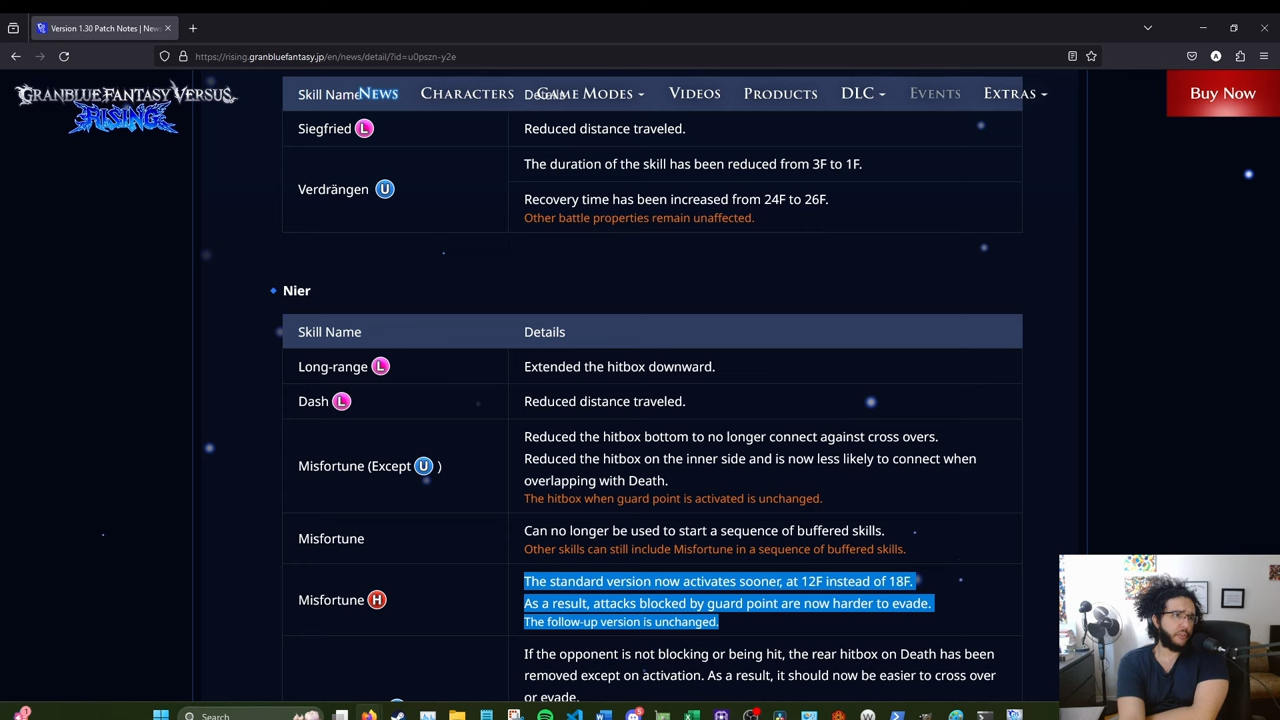 Version 1.30 Patch Notes | New
https://rising.granbluefantasy.jp/en/news/detail/?id=u0pszn-y2e
GRANBLUE FANTASY VERSUS
RISING
NEWS
CHARACTERS
GAME MODES
VIDEOS
PRODUCTS
DLC
EVENTS
EXTRAS
Buy Now
Skill Name
Details
Siegfried L
Reduced distance traveled.
Verdrängen U
The duration of the skill has been reduced from 3F to 1F.
Recovery time has been increased from 24F to 26F.
Other battle properties remain unaffected.
Nier
Skill Name
Details
Long-range L
Extended the hitbox downward.
Dash L
Reduced distance traveled.
Misfortune (Except U )
Reduced the hitbox bottom to no longer connect against cross overs.
Reduced the hitbox on the inner side and is now less likely to connect when
overlapping with Death.
The hitbox when guard point is activated is unchanged.
Misfortune
Can no longer be used to start a sequence of buffered skills.
Other skills can still include Misfortune in a sequence of buffered skills.
Misfortune H
The standard version now activates sooner, at 12F instead of 18F.
As a result, attacks blocked by guard point are now harder to evade.
The follow-up version is unchanged.
If the opponent is not blocking or being hit, the rear hitbox on Death has been
removed except on activation. As a result, it should now be easier to cross over
or evade.
Search